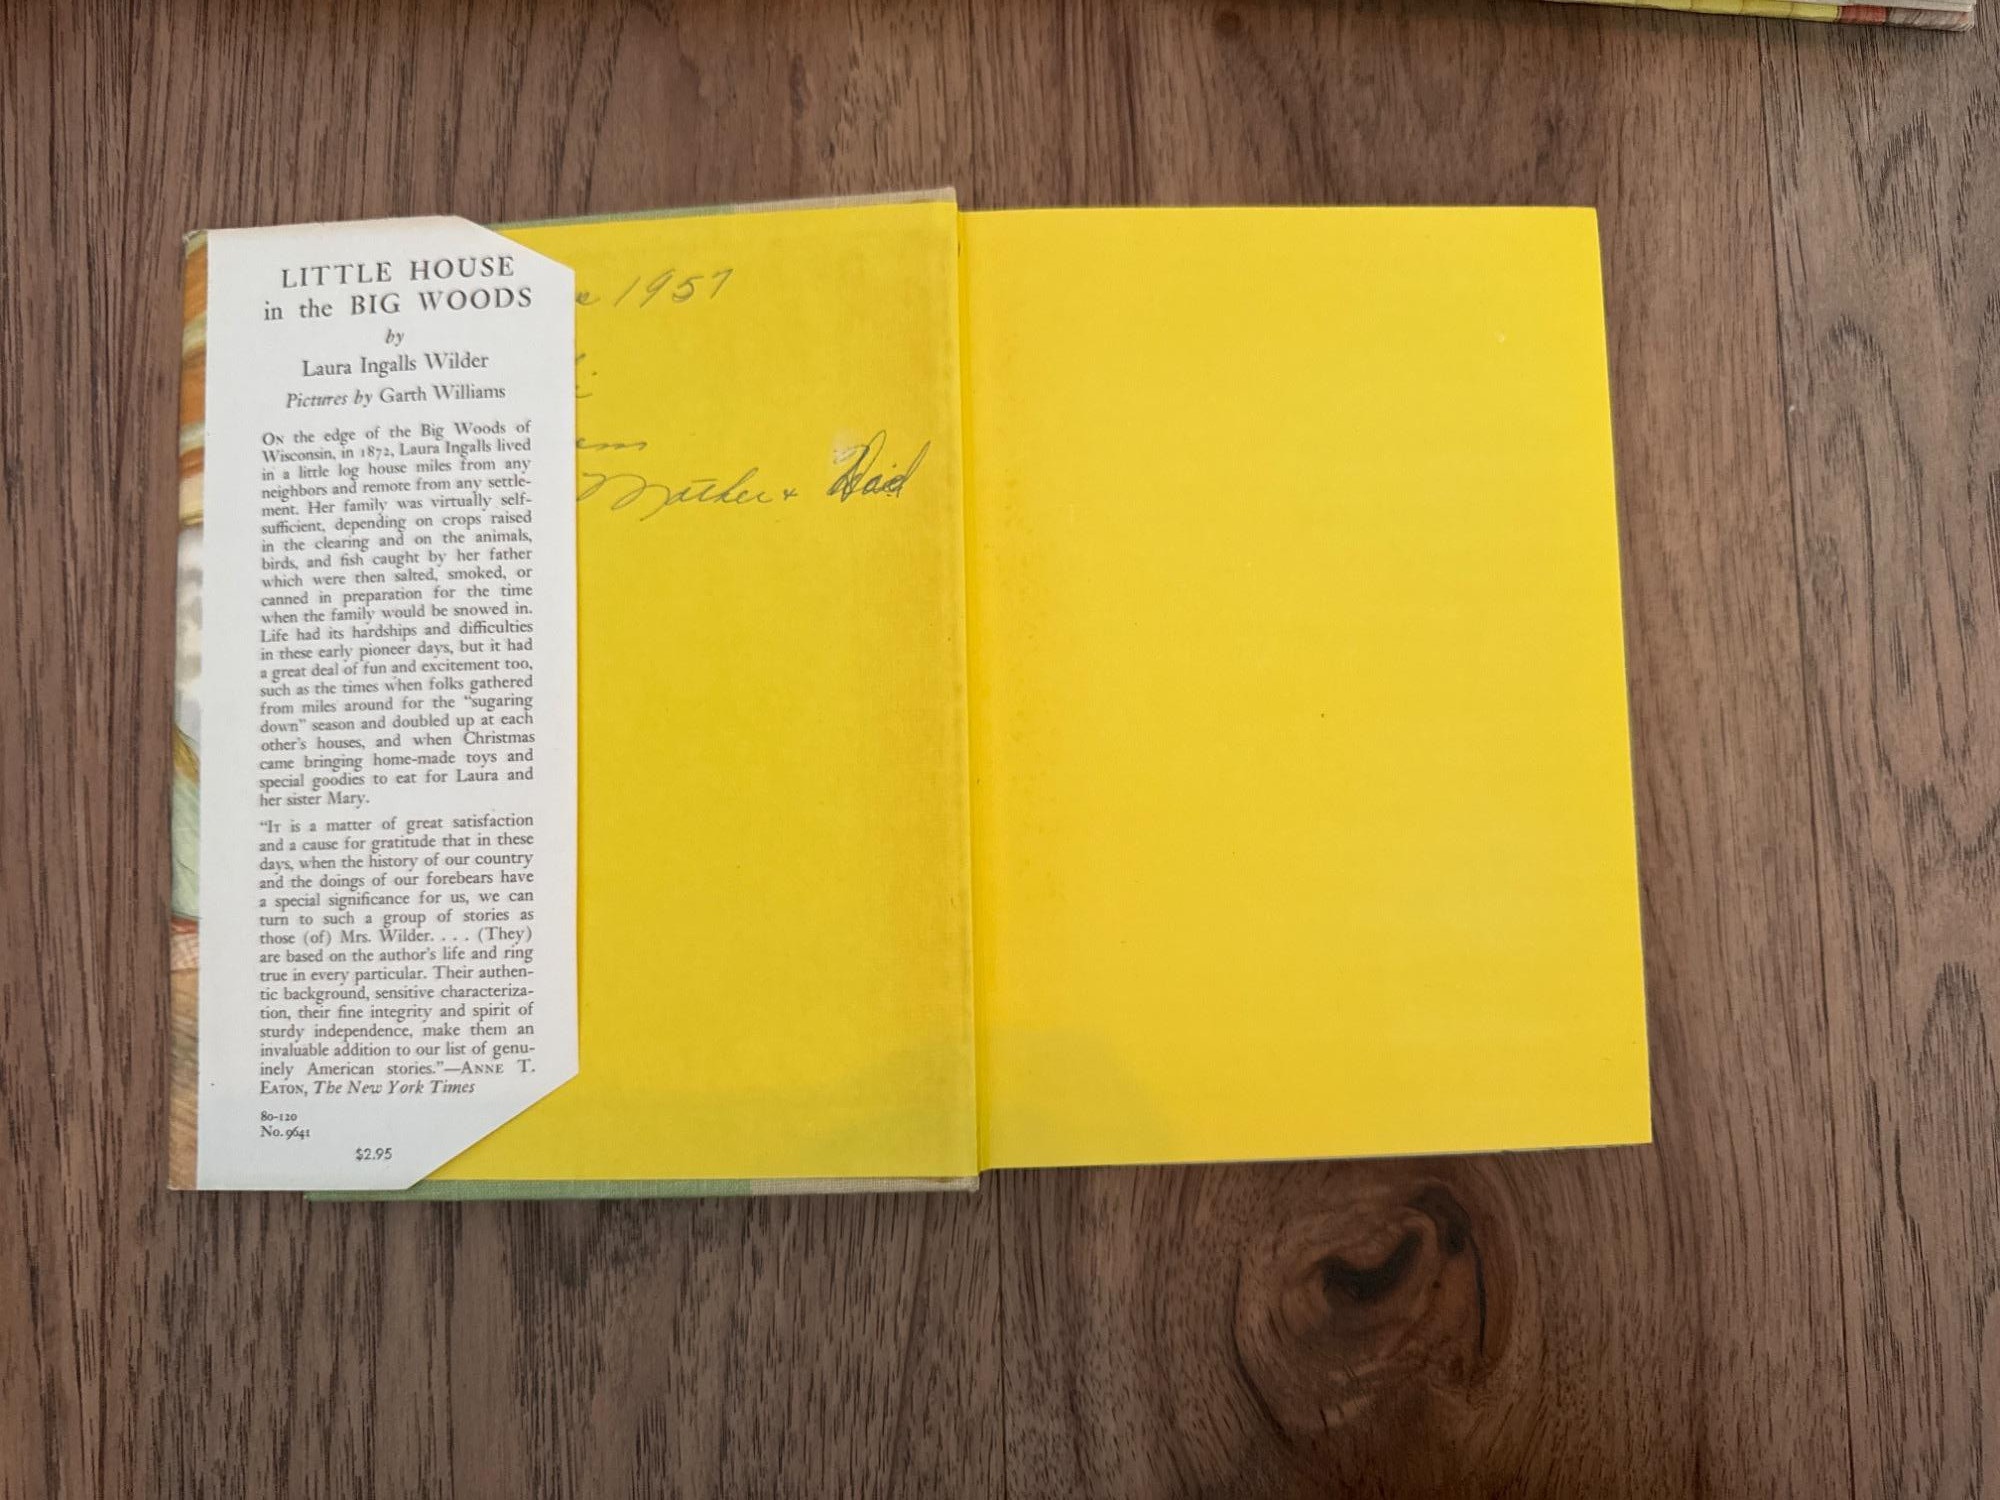 LITTLE HOUSE
in the BIG WOODS
by
Laura Ingalls Wilder
Pictures by Garth Williams
ON the edge of the Big Woods of
Wisconsin, in 1872, Laura Ingalls lived
in a little log house miles from any
neighbors and remote from any settle-
ment. Her family was virtually self-
sufficient, depending on crops raised
in the clearing and on the animals,
birds, and fish caught by her father
which were then salted, smoked, or
canned in preparation for the time
when the family would be snowed in.
Life had its hardships and difficulties
in these early pioneer days, but it had
a great deal of fun and excitement too,
such as the times when folks gathered
from miles around for the “sugaring
down” season and doubled up at each
other's houses, and when Christmas
came bringing home-made toys and
special goodies to eat for Laura and
her sister Mary.
“IT is a matter of great satisfaction
and a cause for gratitude that in these
days, when the history of our country
and the doings of our forebears have
a special significance for us, we can
turn to such a group of stories as
those (of) Mrs. Wilder. . . . (They)
are based on the author's life and ring
true in every particular. Their authen-
tic background, sensitive characteriza-
tion, their fine integrity and spirit of
sturdy independence, make them an
invaluable addition to our list of genu-
inely American stories.”—ANNE T.
EATON, The New York Times
80-120
No. 9641
$2.95
1957
Mother + Dad